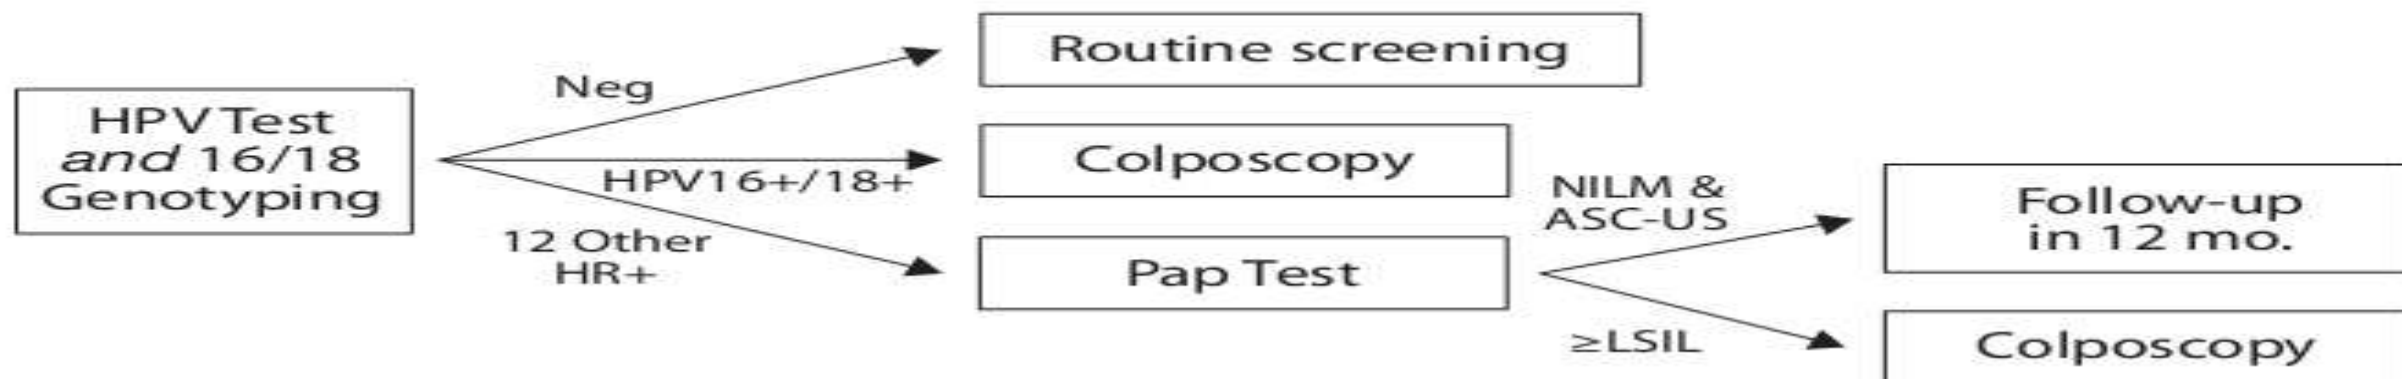 HPV Test
and 16/18
Genotyping
Neg
HPV16+/18+
12 Other
HR+
Routine screening
Colposcopy
Pap Test
NILM &
ASC-US
≥LSIL
Follow-up
in 12 mo.
Colposcopy